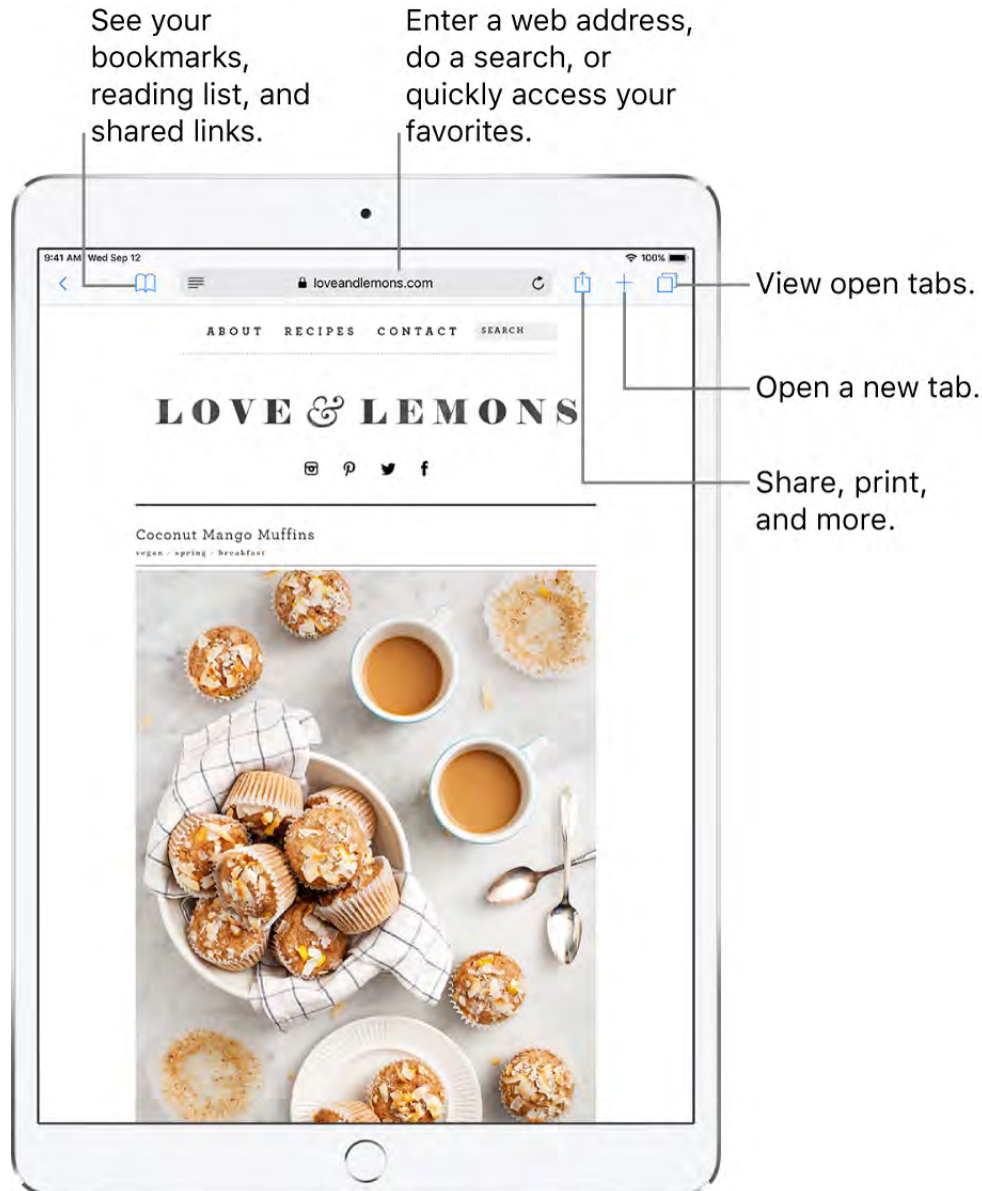 See your
bookmarks,
reading list, and
shared links.
Enter a web address,
do a search, or
quickly access your
favorites.
9:41 AM Wed Sep 12
100%
loveandlemons.com
View open tabs.
ABOUT RECIPES CONTACT SEARCH
Open a new tab.
LOVE & LEMONS
Share, print,
and more.
Coconut Mango Muffins
vegan / spring / breakfast